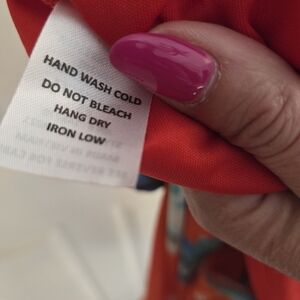 HAND WASH COLD
DO NOT BLEACH
HANG DRY
IRON LOW